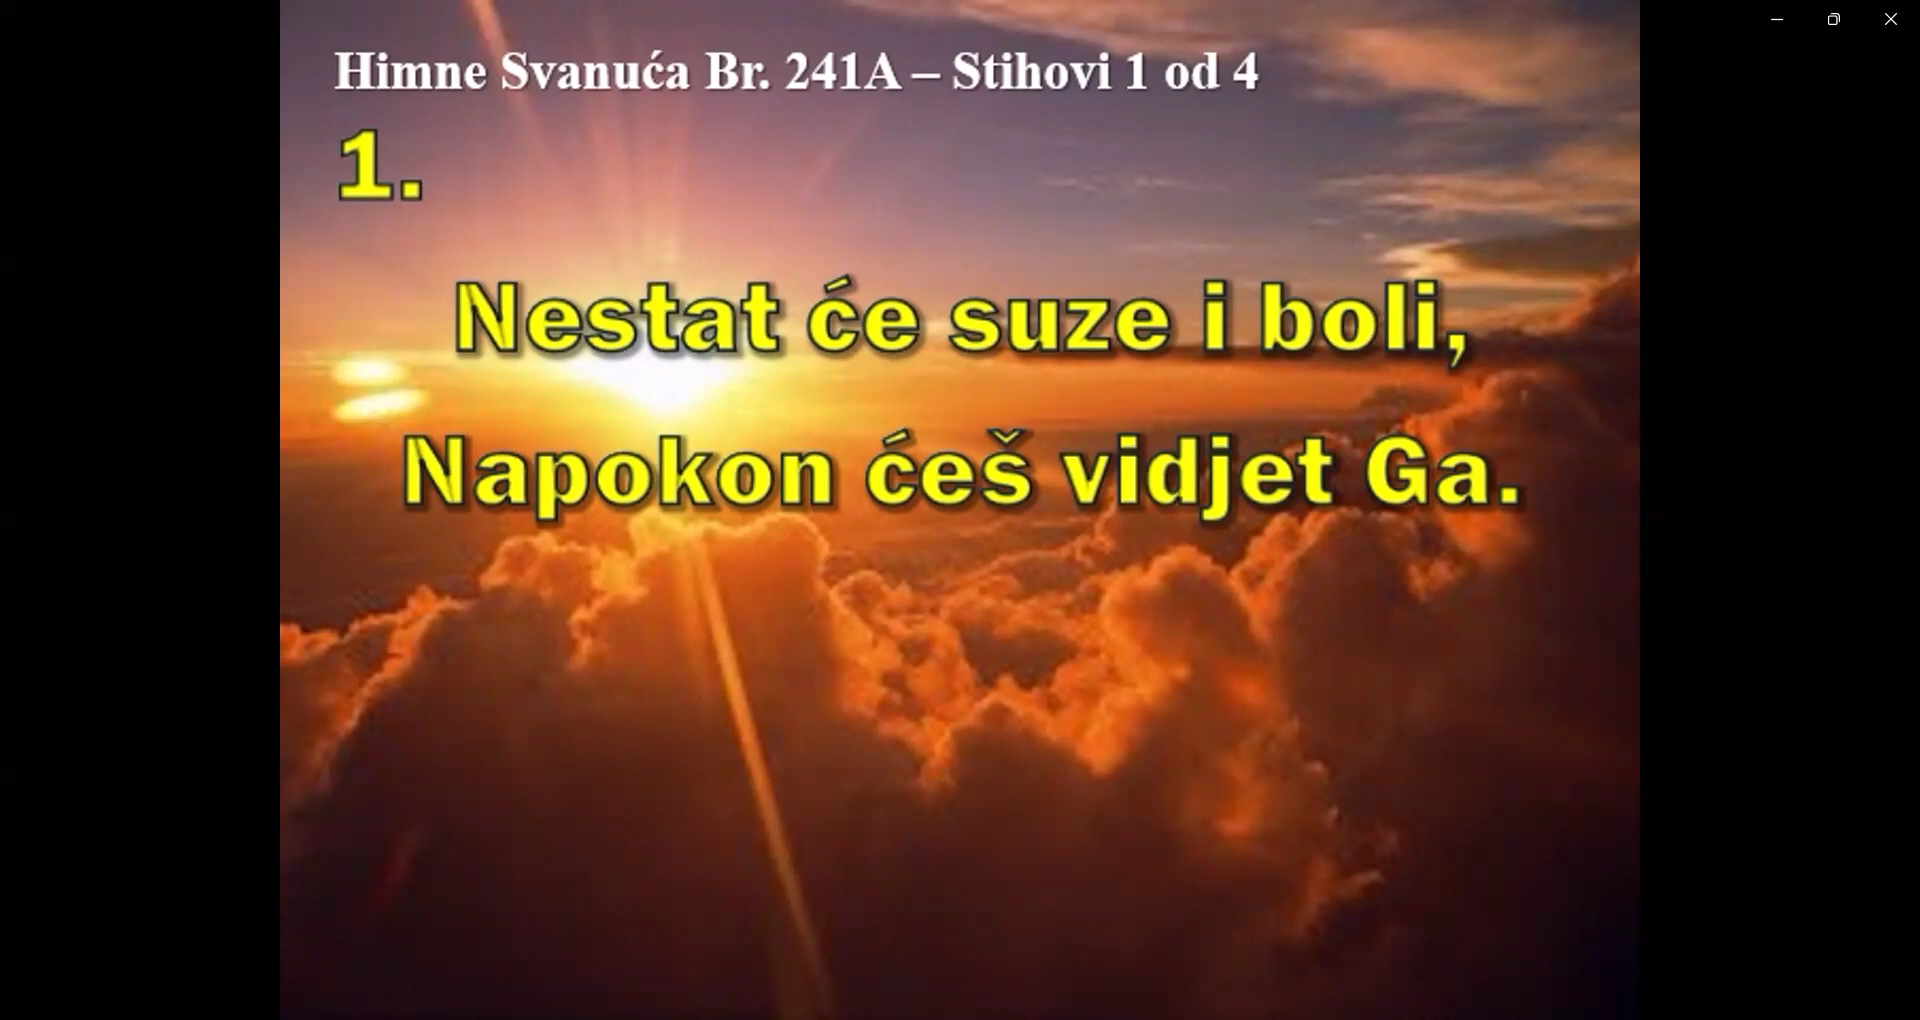 Himne Svanuća Br. 241A – Stihovi 1 od 4
1.
Nestat će suze i boli,
Napokon ćeš vidjet Ga.